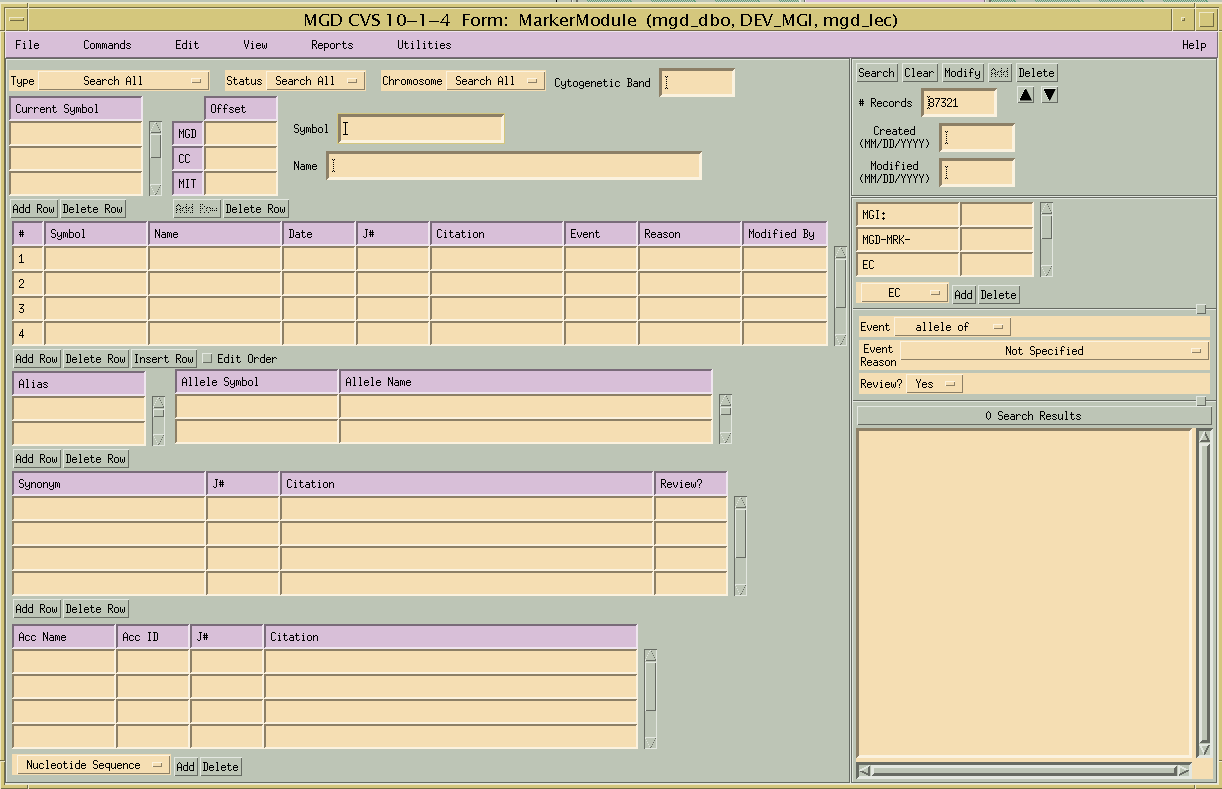 MGD CVS 10-1-4 Form: MarkerModule (mgd_dbo, DEV_MGI, mgd_lec)
File Commands Edit View Reports Utilities Help
Type Search All Status Search All Chromosome Search All Cytogenetic Band
Current Symbol Offset
MGD
CC
MIT
Symbol
Name
Add Row Delete Row Add Row Delete Row
# Symbol Name Date J# Citation Event Reason Modified By
1
2
3
4
Add Row Delete Row Insert Row Edit Order
Alias Allele Symbol Allele Name
Add Row Delete Row
Synonym J# Citation Review?
Add Row Delete Row
Acc Name Acc ID J# Citation
Nucleotide Sequence Add Delete
Search Clear Modify Add Delete
# Records 87321
Created
(MM/DD/YYYY)
Modified
(MM/DD/YYYY)
MGI:
MGD-MRK-
EC
EC Add Delete
Event allele of
Event
Reason
Not Specified
Review? Yes
0 Search Results